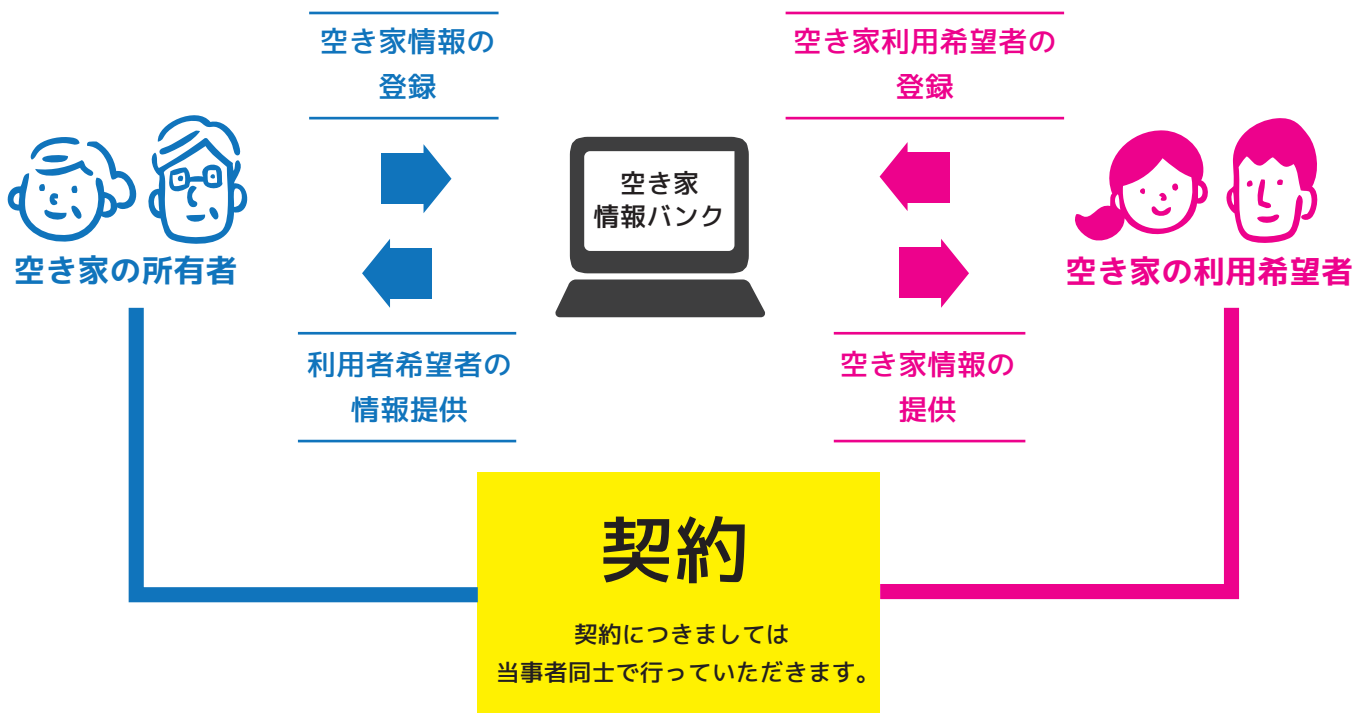 空き家情報の
登録
空き家利用希望者の
登録
空き家
情報バンク
空き家の所有者
空き家の利用希望者
利用者希望者の
情報提供
空き家情報の
提供
契約
契約につきましては
当事者同士で行っていただきます。